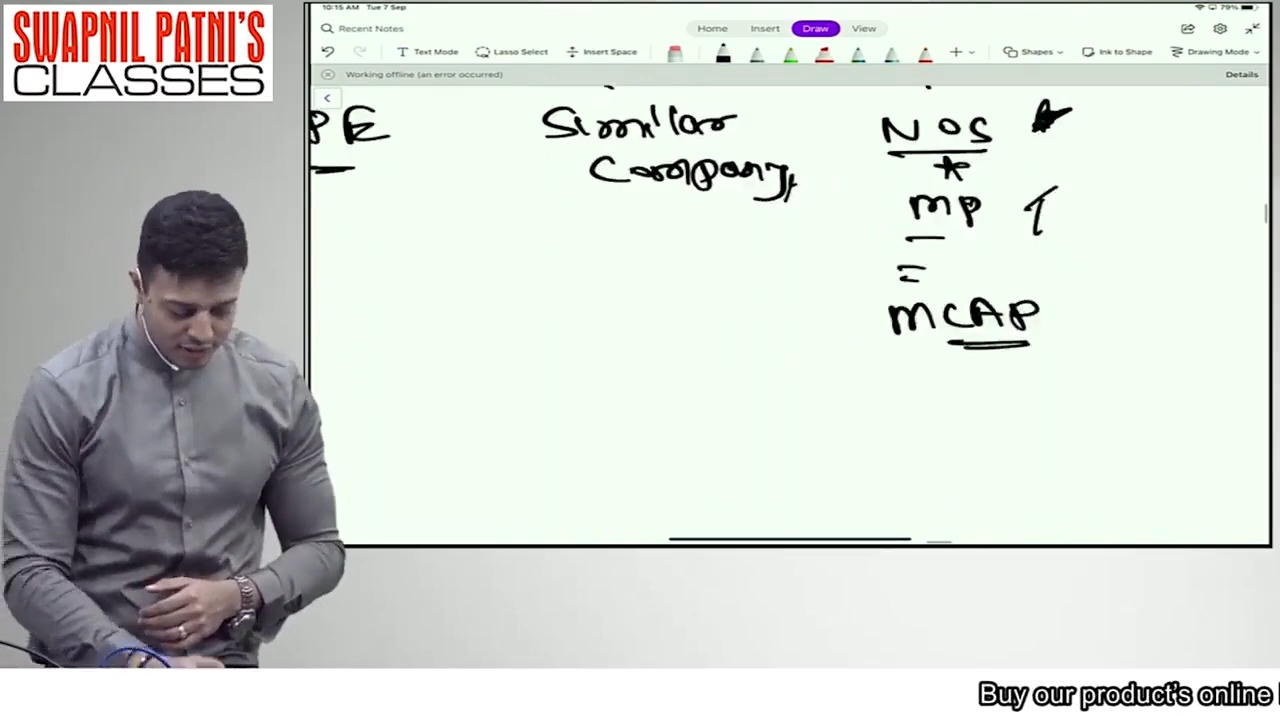 SWAPNIL PATNI'S
CLASSES
10:15 AM Tue 7 Sep
79%
Recent Notes
Home Insert Draw View
Text Mode Lasso Select Insert Space Shapes Ink to Shape Drawing Mode
Working offline (an error occurred) Details
PE
Similar
Company
NOS
*
MP
=
MCAP
Buy our product's online